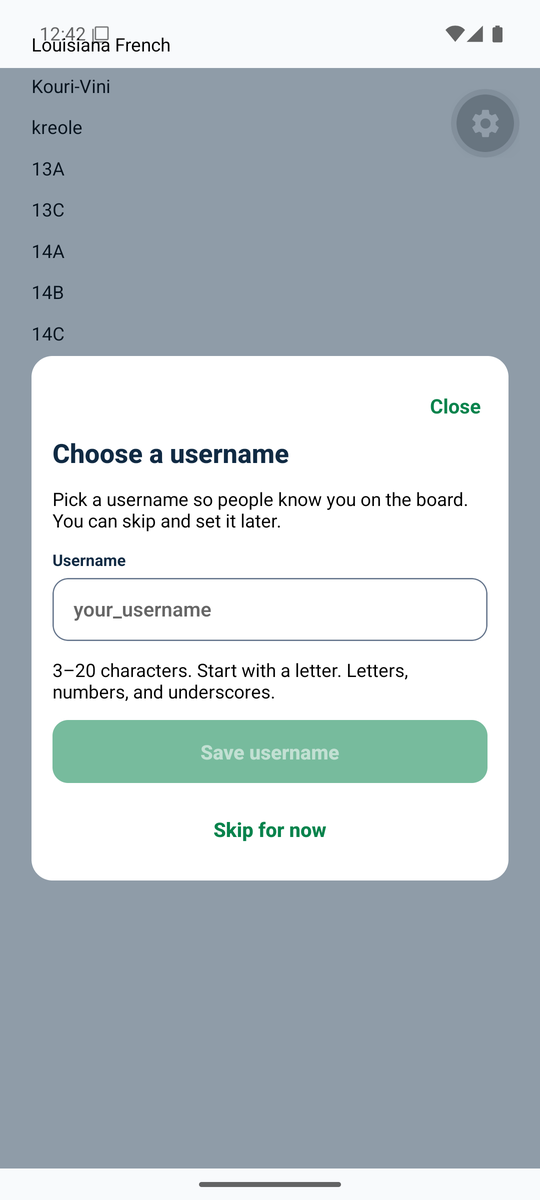 12:42
Louisiana French
Kouri-Vini
kreole
13A
13C
14A
14B
14C
Close
Choose a username
Pick a username so people know you on the board.
You can skip and set it later.
Username
your_username
3–20 characters. Start with a letter. Letters,
numbers, and underscores.
Save username
Skip for now